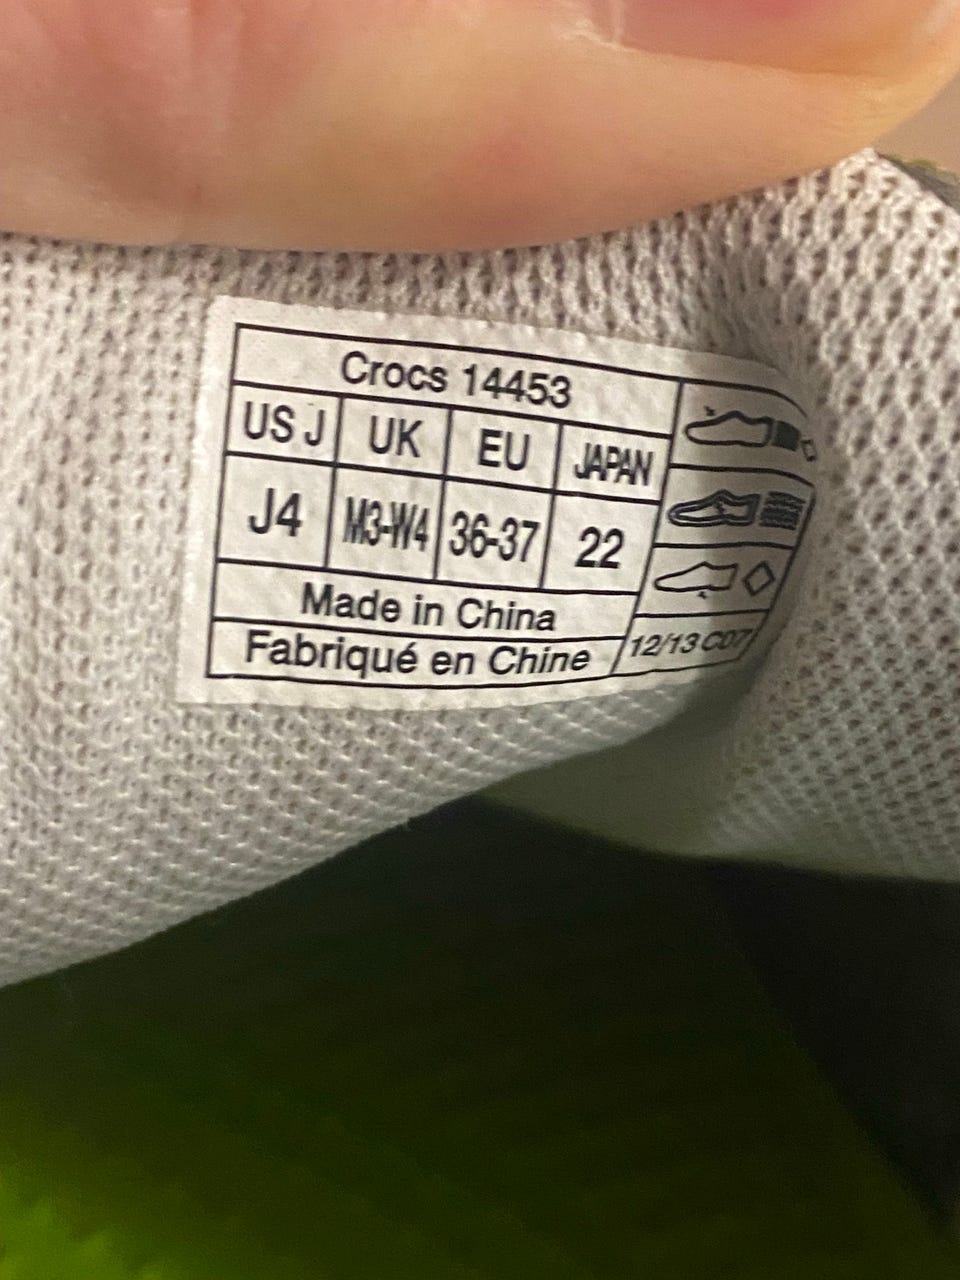 Crocs 14453
US J UK EU JAPAN
J4 M3-W4 36-37 22
Made in China
Fabriqué en Chine
12/13 C07